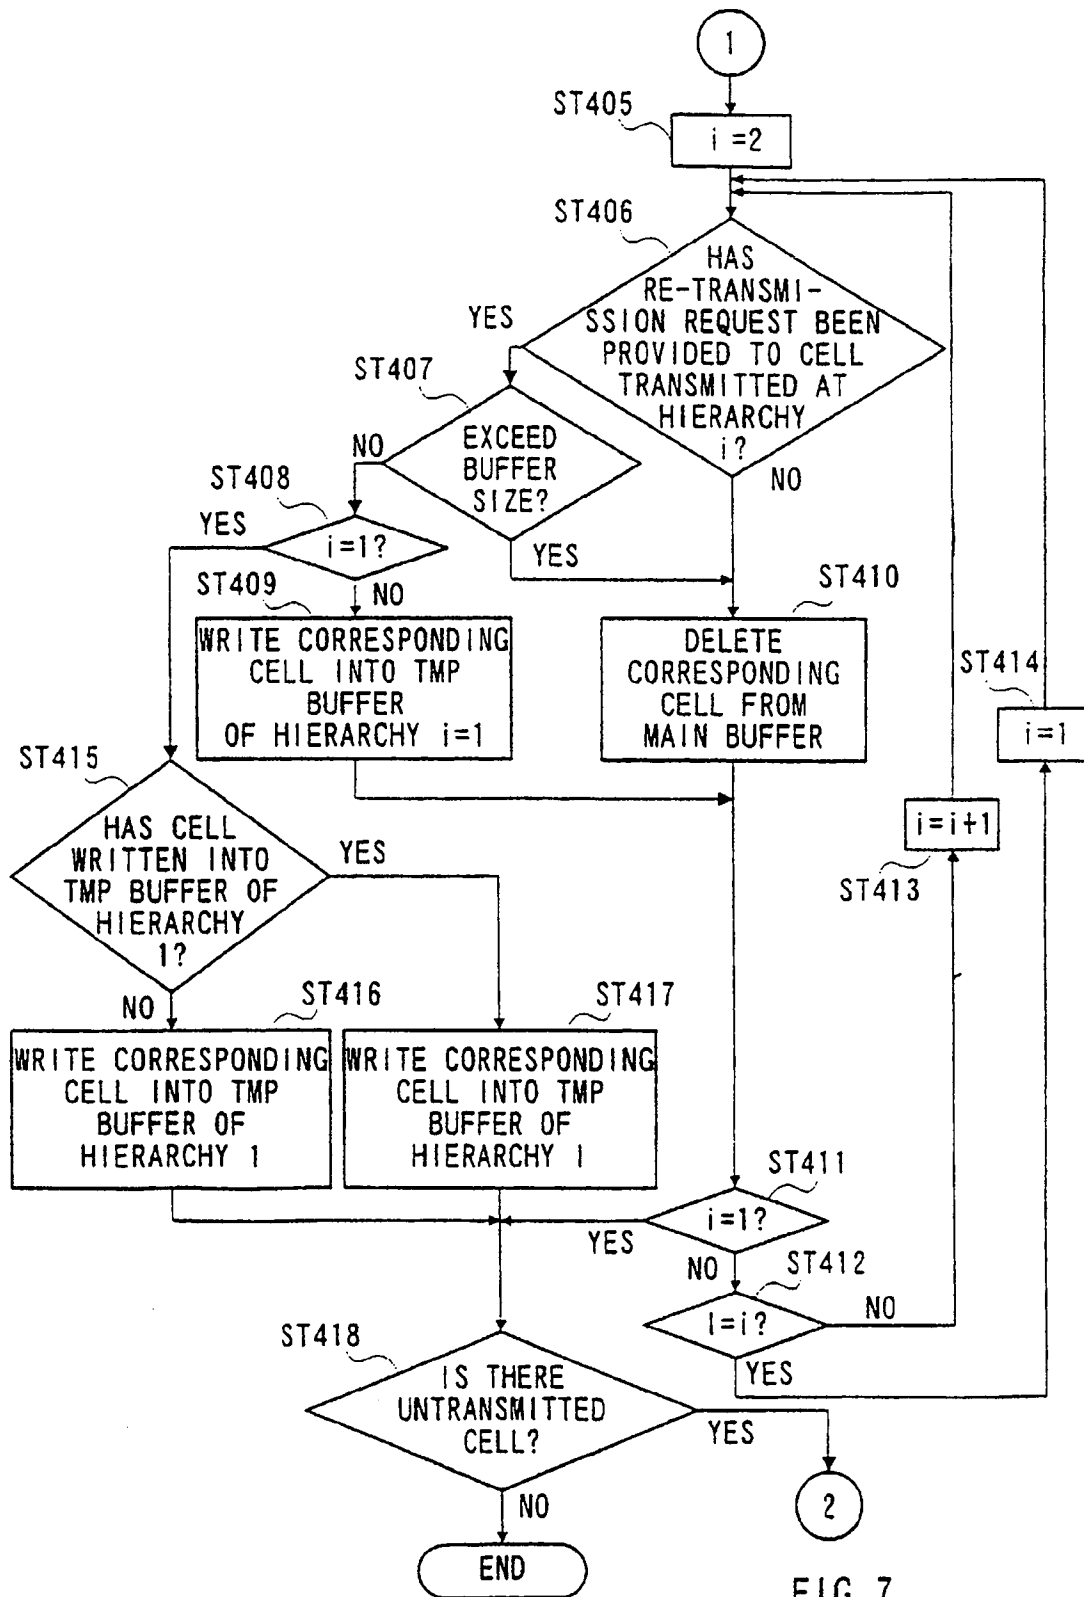 1
ST405
i=2
ST406
HAS
RE-TRANSMI-
SSION REQUEST BEEN
PROVIDED TO CELL
TRANSMITTED AT
HIERARCHY
i?
YES
NO
ST407
EXCEED
BUFFER
SIZE?
NO
YES
ST408
i=1?
YES
NO
ST409
WRITE CORRESPONDING
CELL INTO TMP
BUFFER
OF HIERARCHY i=1
ST410
DELETE
CORRESPONDING
CELL FROM
MAIN BUFFER
ST414
i=1
i=i+1
ST413
ST415
HAS CELL
WRITTEN INTO
TMP BUFFER OF
HIERARCHY
1?
YES
NO
ST416
WRITE CORRESPONDING
CELL INTO TMP
BUFFER OF
HIERARCHY 1
ST417
WRITE CORRESPONDING
CELL INTO TMP
BUFFER OF
HIERARCHY I
ST411
i=1?
YES
NO
ST412
I=i?
NO
YES
ST418
IS THERE
UNTRANSMITTED
CELL?
YES
NO
2
END
FIG 7